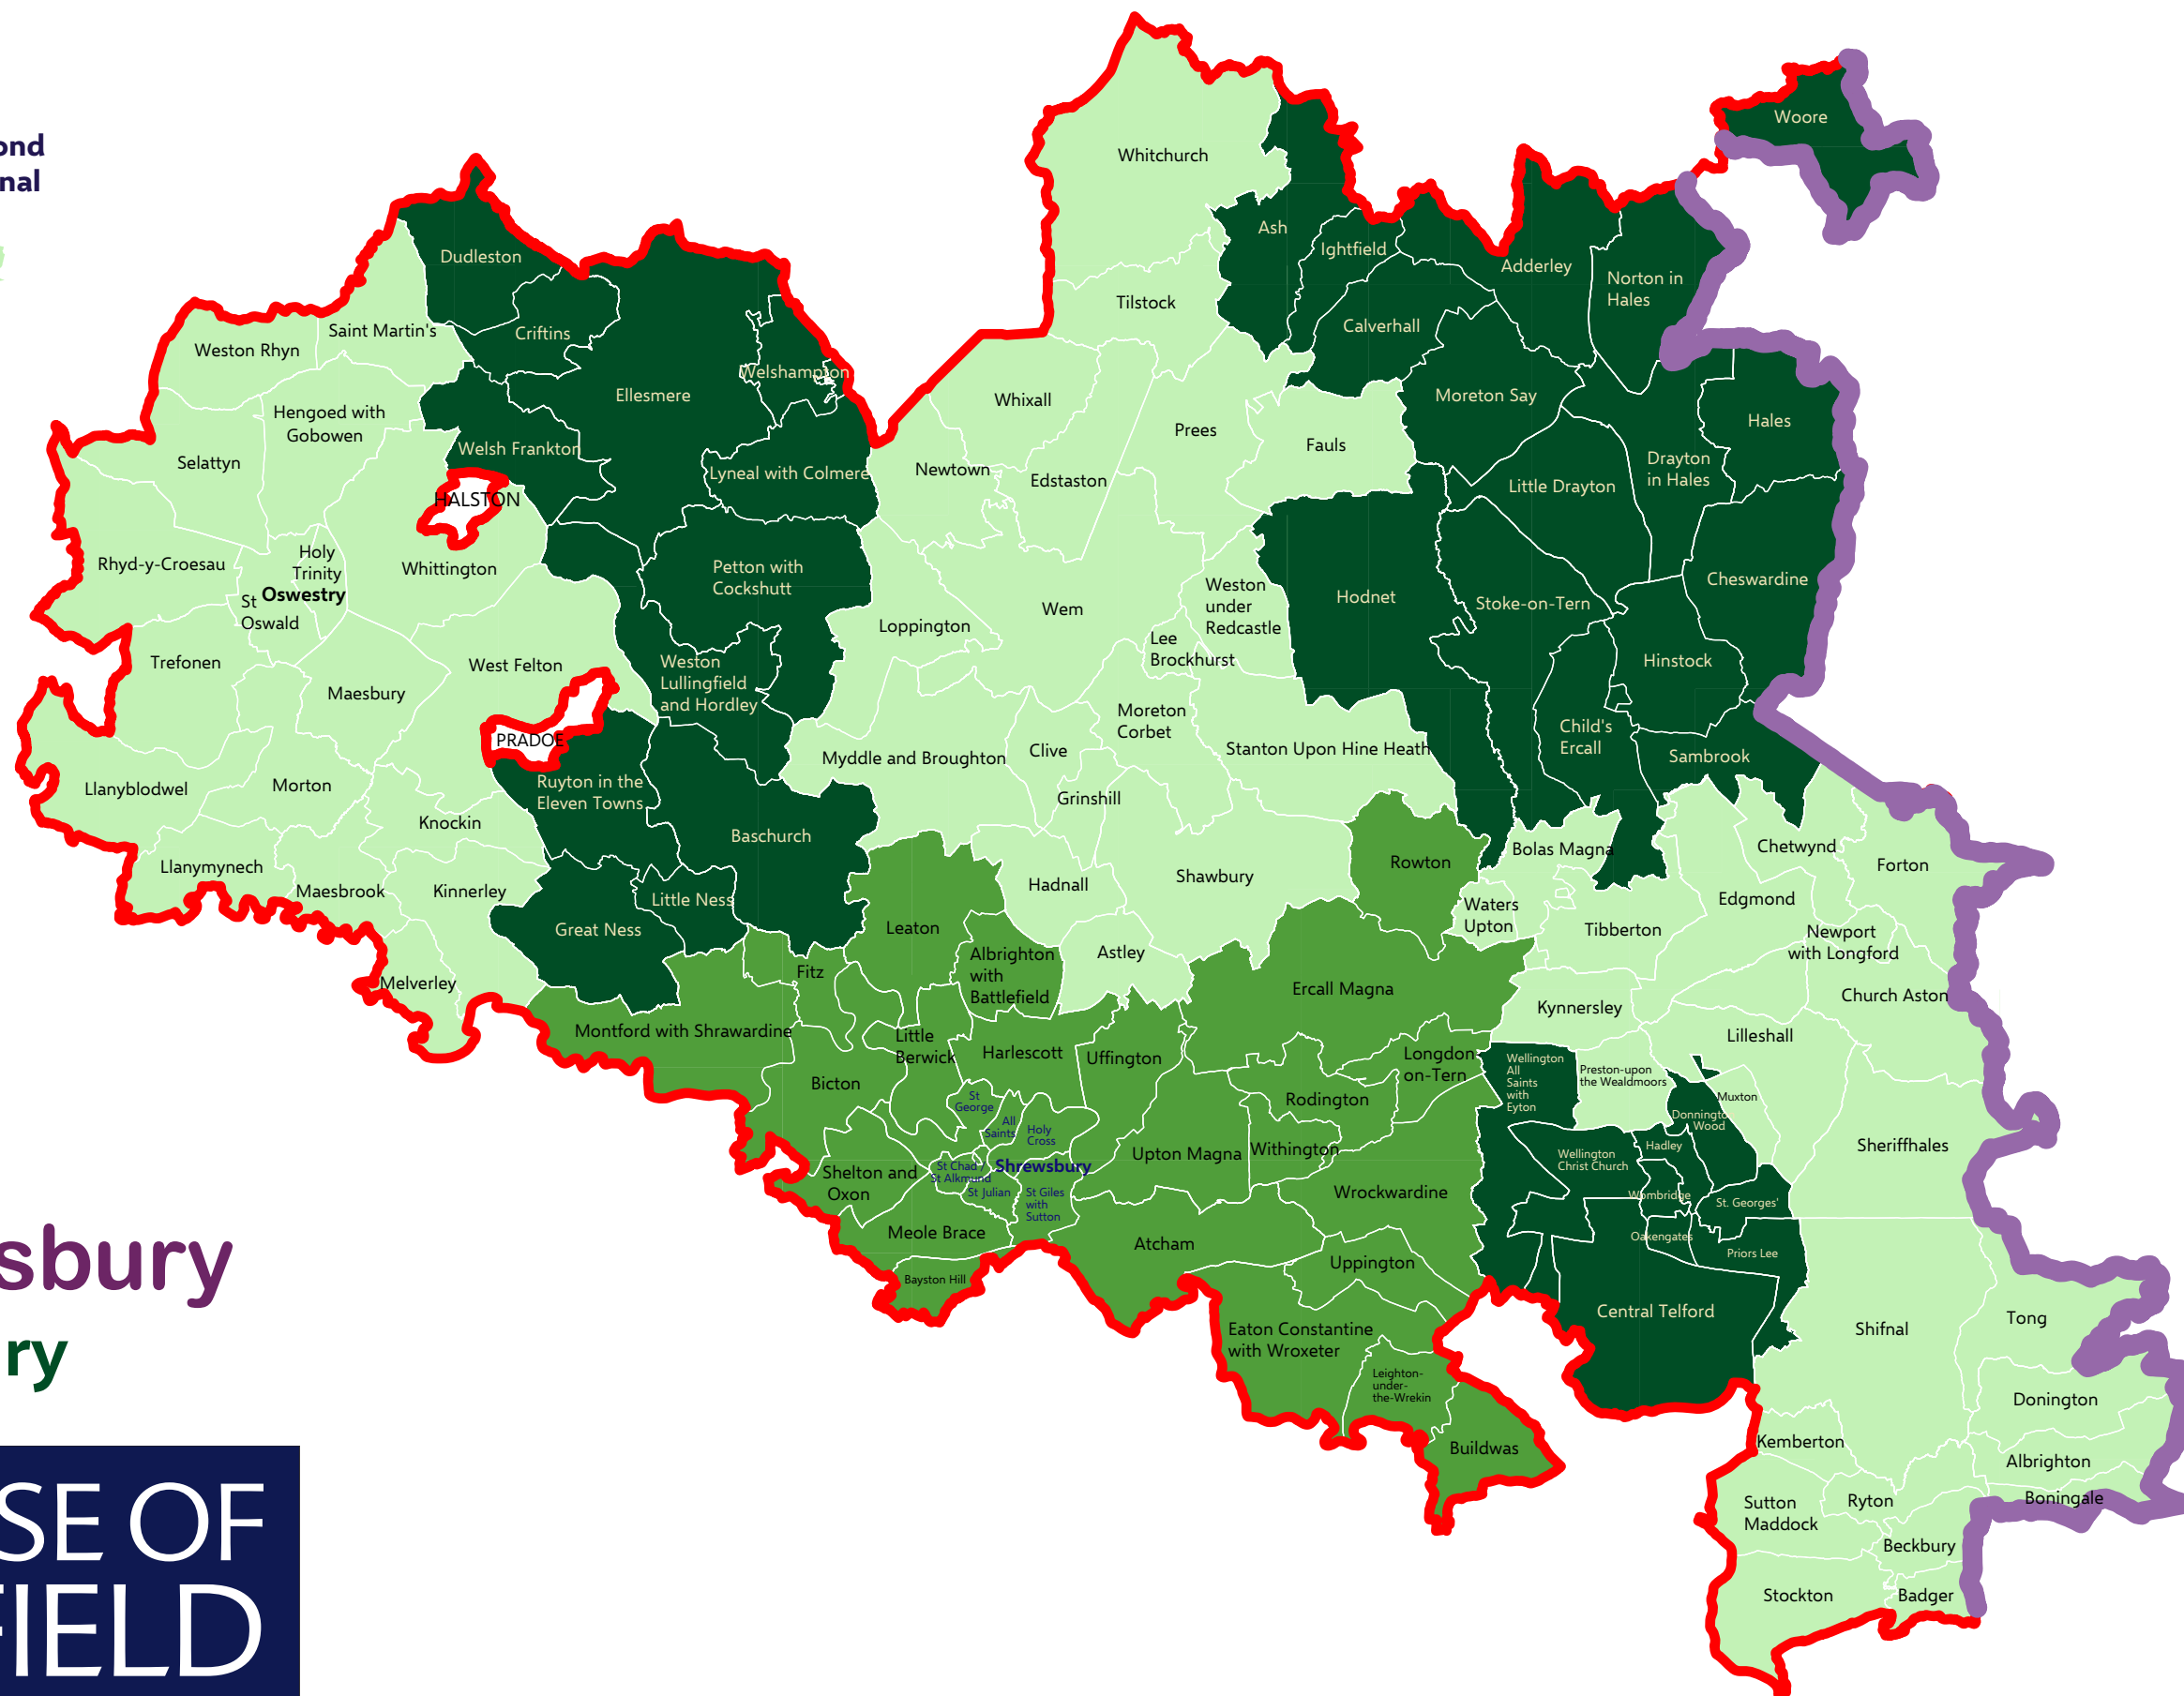 ond
nal
Woore
Whitchurch
Ash
Ightfield
Adderley
Norton in
Hales
Dudleston
Criftins
Saint Martin's
Weston Rhyn
Tilstock
Calverhall
Welshampton
Ellesmere
Moreton Say
Whixall
Hengoed with
Gobowen
Prees
Fauls
Hales
Welsh Frankton
Selattyn
Newtown
Lyneal with Colmere
Edstaston
Drayton
in Hales
Little Drayton
HALSTON
Holy
Trinity
Rhyd-y-Croesau
Whittington
Petton with
Cockshutt
Cheswardine
Weston
under
Redcastle
Hodnet
Stoke-on-Tern
St
Oswald
Oswestry
Wem
Loppington
Lee
Brockhurst
Trefonen
West Felton
Weston
Lullingfield
and Hordley
Hinstock
Maesbury
Moreton
Corbet
PRADOE
Child's
Ercall
Stanton Upon Hine Heath
Clive
Myddle and Broughton
Sambrook
Llanyblodwel
Morton
Ruyton in the
Eleven Towns
Grinshill
Knockin
Baschurch
Bolas Magna
Chetwynd
Rowton
Forton
Llanymynech
Maesbrook
Kinnerley
Little Ness
Hadnall
Shawbury
Edgmond
Waters
Upton
Great Ness
Leaton
Tibberton
Newport
with Longford
Albrighton
with
Battlefield
Astley
Fitz
Melverley
Ercall Magna
Church Aston
Kynnersley
Montford with Shrawardine
Little
Berwick
Harlescott
Uffington
Longdon
on-Tern
Lilleshall
Wellington
All
Saints
with
Eyton
Preston-upon
the Wealdmoors
Bicton
Rodington
Muxton
St
George
All
Saints
Holy
Cross
Donnington
Wood
Hadley
Sheriffhales
Upton Magna
Withington
Wellington
Christ Church
Shelton and
Oxon
St Chad /
St Alkmund
Shrewsbury
St Julian
St Giles
with
Sutton
Wrockwardine
Wombridge
St. Georges'
Meole Brace
Atcham
Oakengates
Priors Lee
Uppington
Bayston Hill
sbury
ry
Central Telford
Tong
Shifnal
Eaton Constantine
with Wroxeter
Leighton-
under-
the-Wrekin
Donington
Buildwas
Kemberton
Albrighton
Boningale
Sutton
Maddock
Ryton
Beckbury
Stockton
Badger
SE OF
FIELD